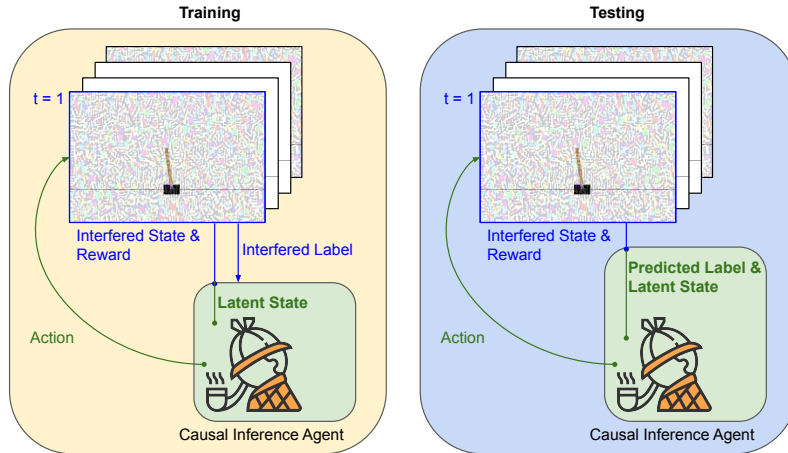 Training
t = 1
Interfered State &
Reward
Interfered Label
Latent State
Action
Causal Inference Agent
Testing
t = 1
Interfered State &
Reward
Predicted Label &
Latent State
Action
Causal Inference Agent